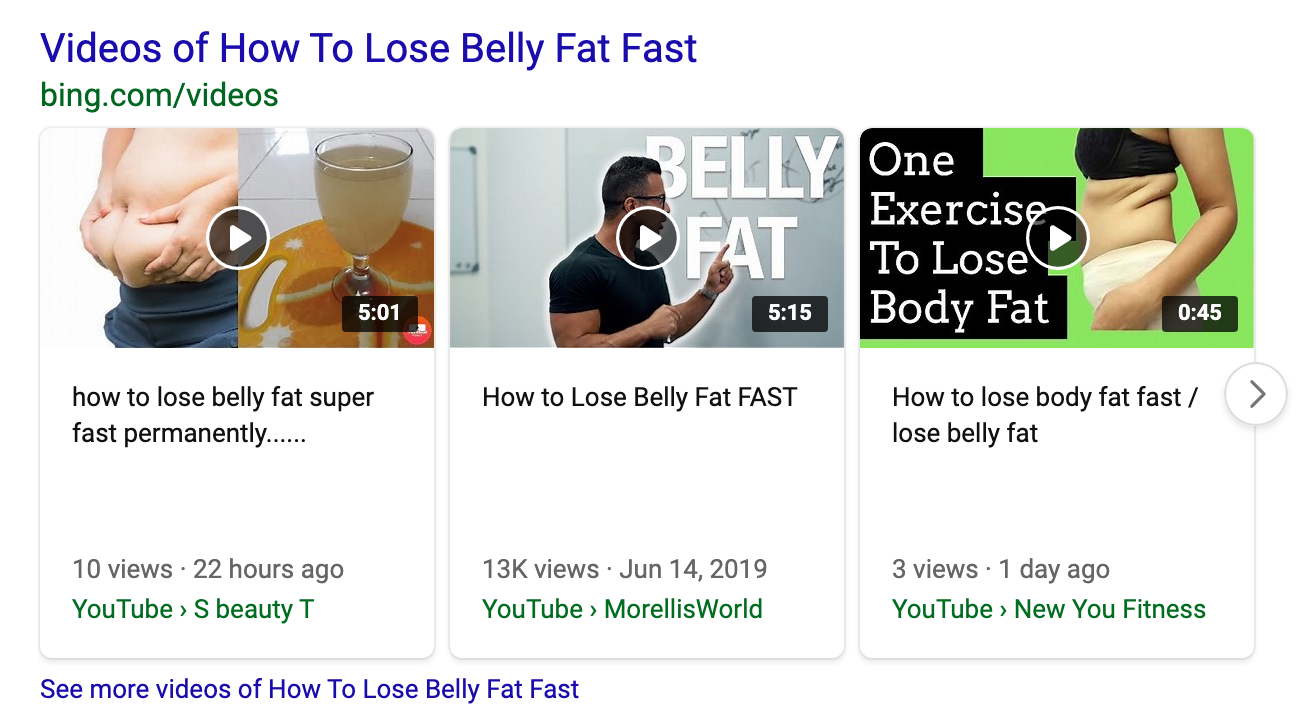 Videos of How To Lose Belly Fat Fast
bing.com/videos
5:01
how to lose belly fat super
fast permanently......
10 views · 22 hours ago
YouTube › S beauty T
BELLY
FAT
5:15
How to Lose Belly Fat FAST
13K views · Jun 14, 2019
YouTube › MorellisWorld
One
Exercise
To Lose
Body Fat
0:45
How to lose body fat fast /
lose belly fat
3 views · 1 day ago
YouTube › New You Fitness
See more videos of How To Lose Belly Fat Fast